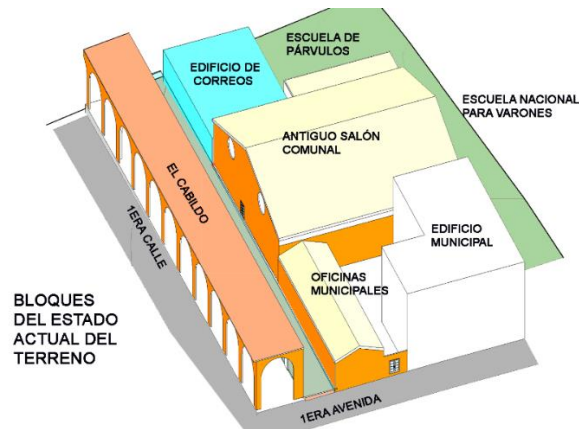 ESCUELA DE
PÁRVULOS
EDIFICIO DE
CORREOS
ESCUELA NACIONAL
PARA VARONES
ANTIGUO SALÓN
COMUNAL
EL CABILDO
1ERA CALLE
EDIFICIO
MUNICIPAL
OFICINAS
MUNICIPALES
BLOQUES
DEL ESTADO
ACTUAL DEL
TERRENO
1ERA AVENIDA